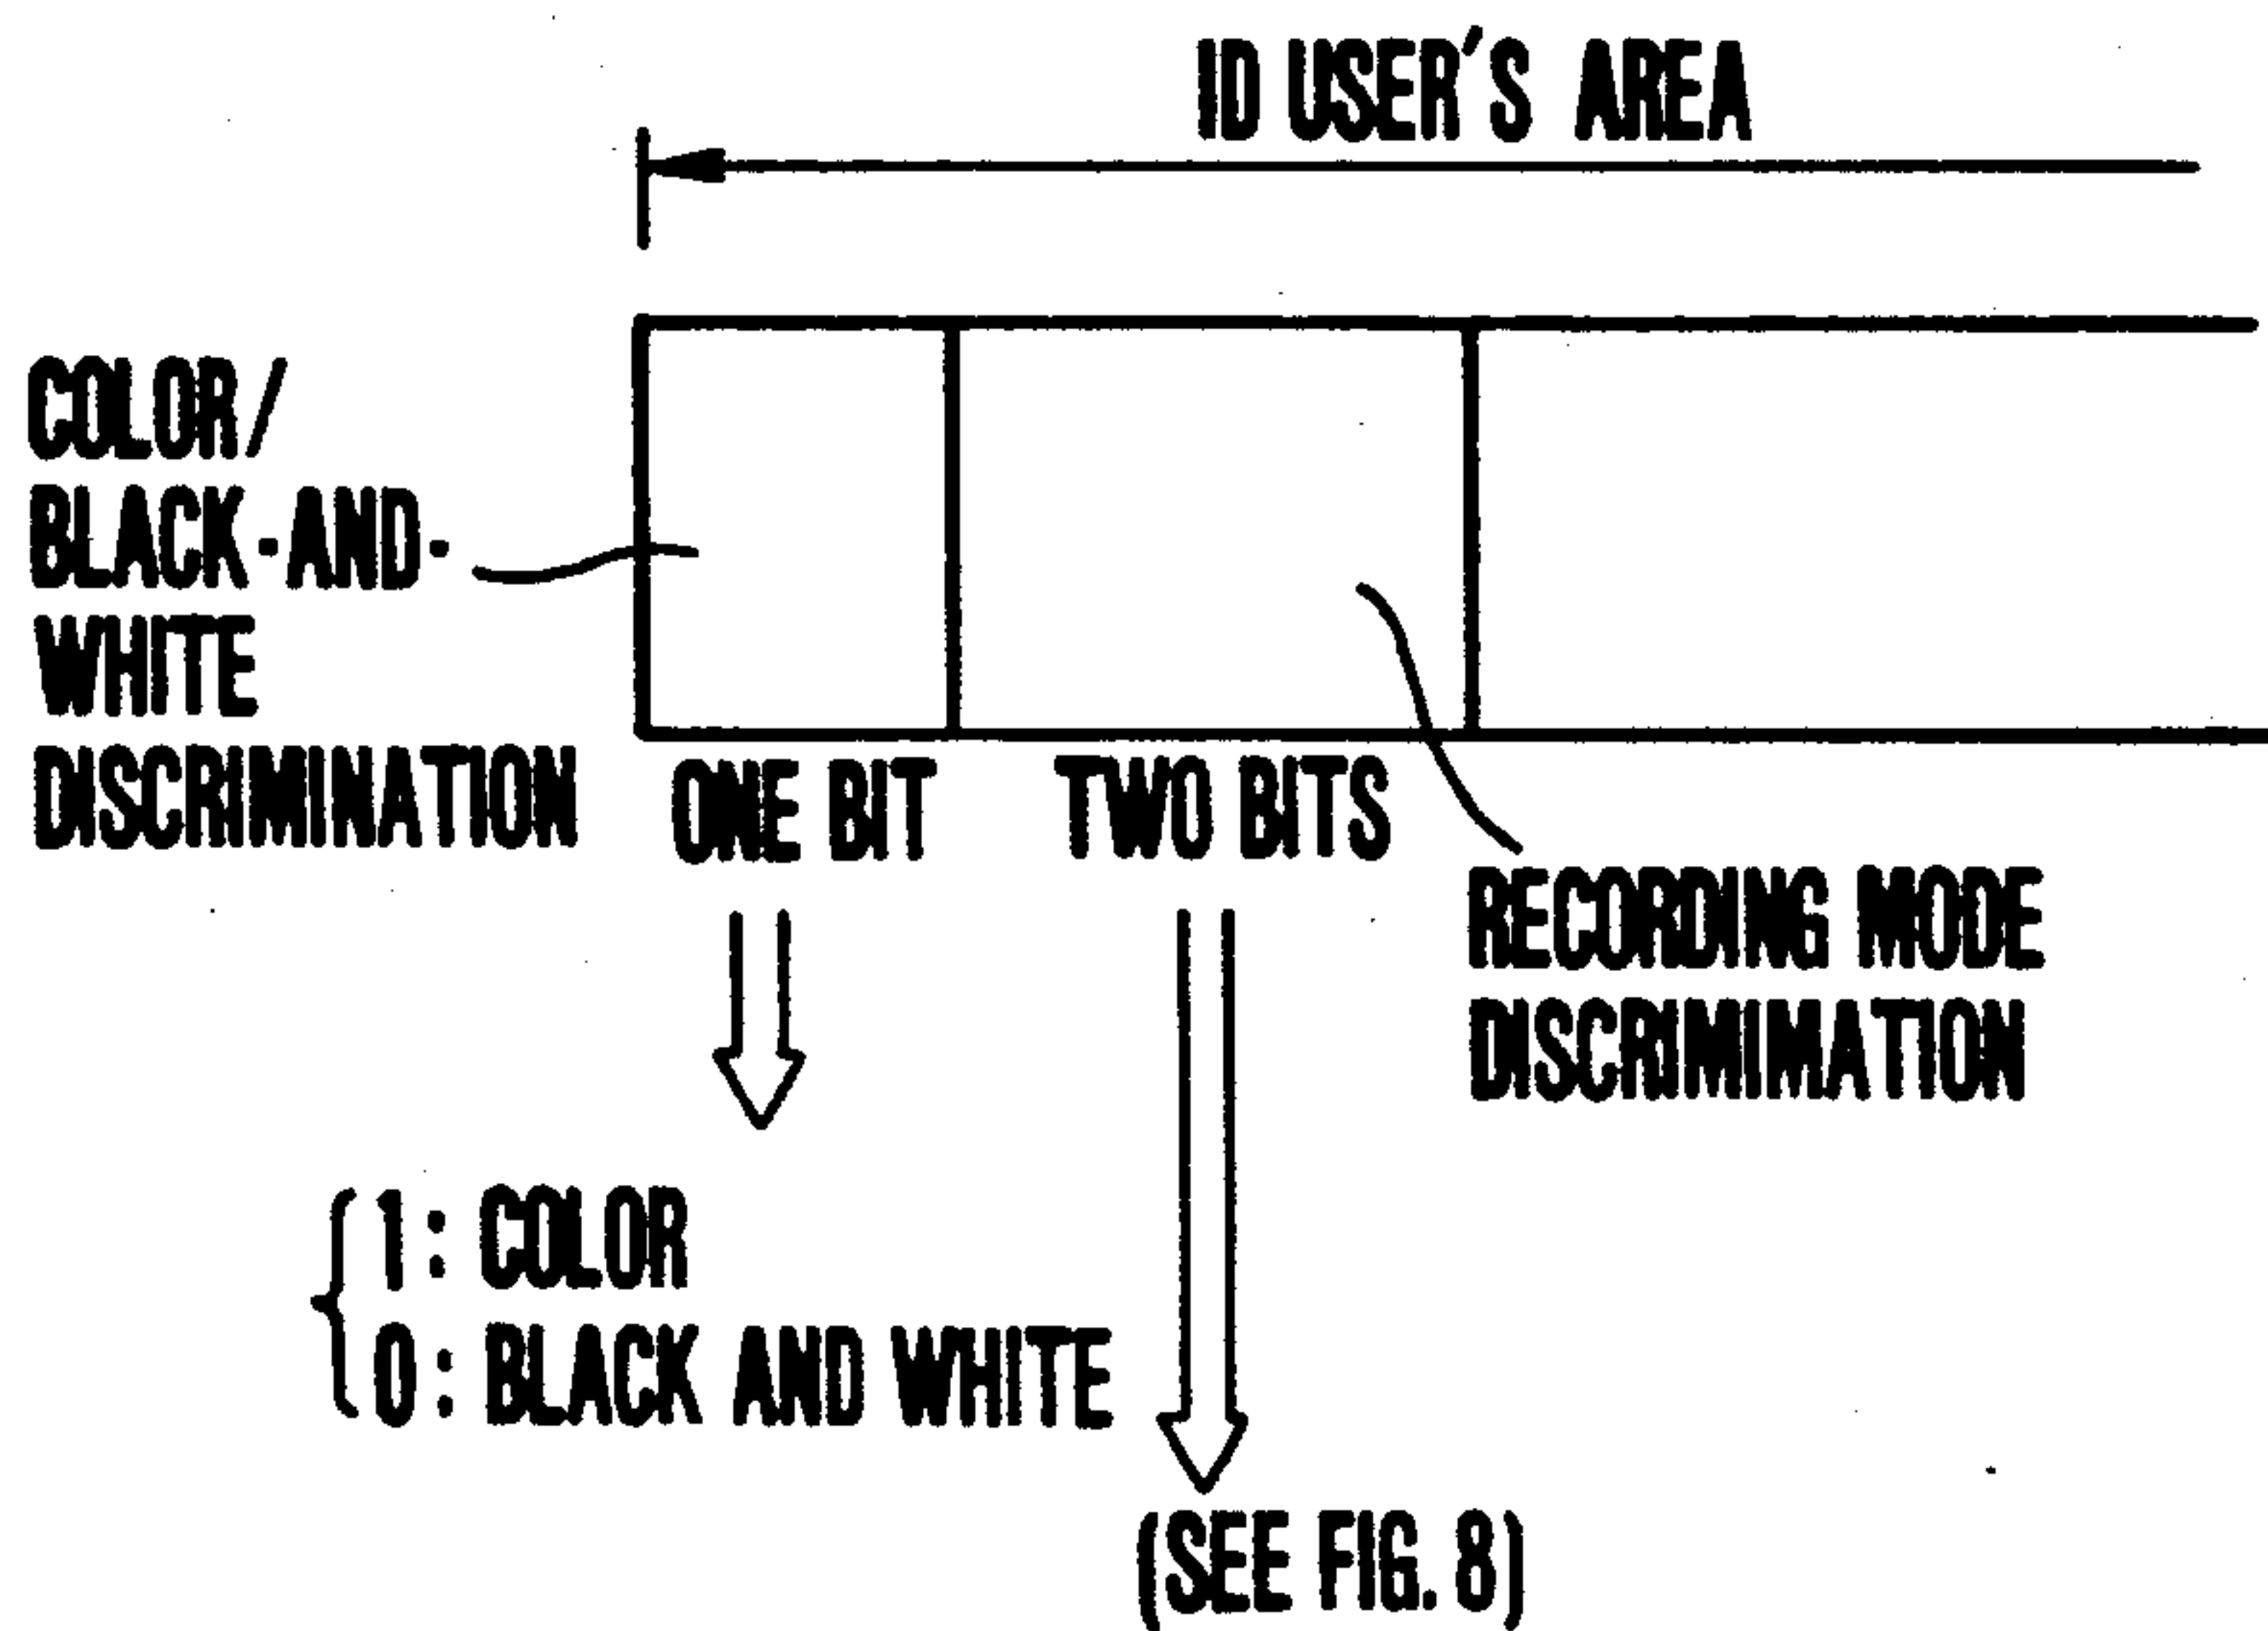 ID USER'S AREA
COLOR/
BLACK-AND-
WHITE
DISCRIMINATION
ONE BIT
TWO BITS
RECORDING MODE
DISCRIMIMATION
1: COLOR
0: BLACK AND WHITE
(SEE FIG. 8)